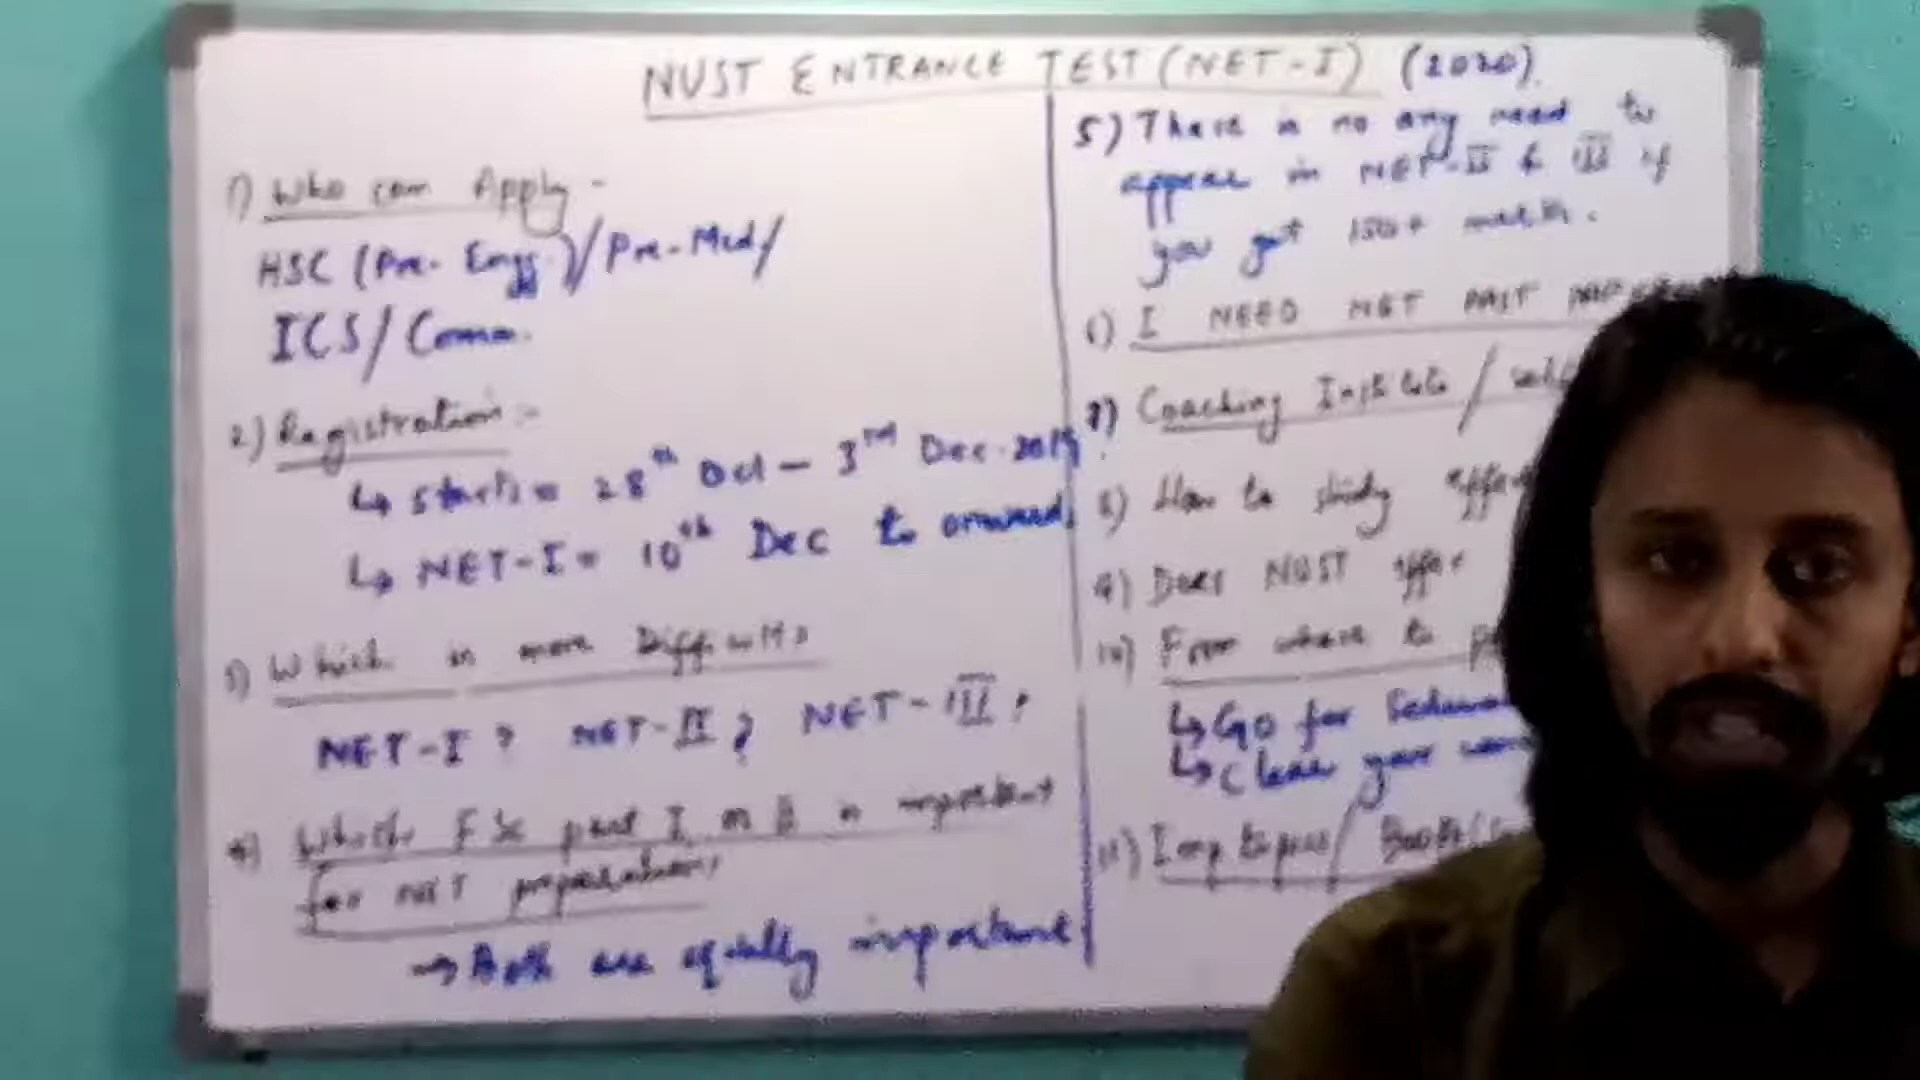 NUST ENTRANCE TEST (NET-I) (2020)
1) Who can Apply :-
HSC (Pre-Engg.)/Pre-Med/
ICS/Comm.
2) Registration :-
↳ Starts = 28th Oct - 3rd Dec. 2019
↳ NET-I = 10th Dec to onward
3) Which is more Difficult?
NET-I ? NET-II ? NET-III ?
4) Which FSc part I or II is important
for NET preparation?
→ Both are equally important
5) There is no any need to
appear in NET-II & III if
you got 150+ marks.
6) I NEED NET PAST PAPERS
7) Coaching Institute / self
8) How to study
9) Does NUST offer
10) From where to
↳ Go for
↳ Clear your
11) Imp topics / Books